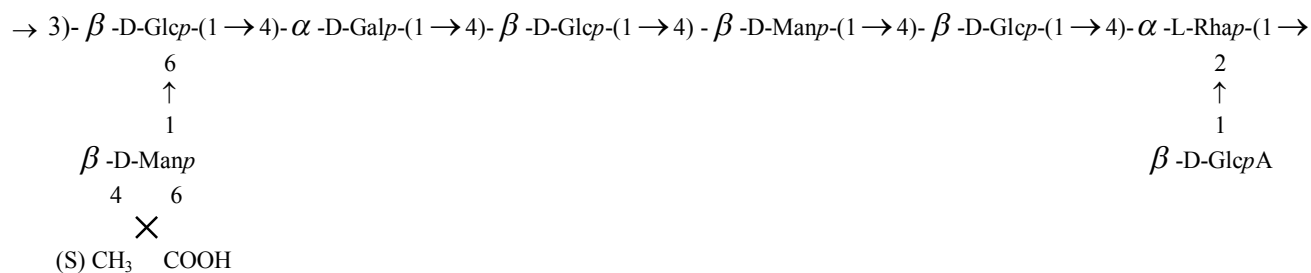 → 3)- β -D-Glcp-(1 → 4)- α -D-Galp-(1 → 4)- β -D-Glcp-(1 → 4) - β -D-Manp-(1 → 4)- β -D-Glcp-(1 → 4)- α -L-Rhap-(1 →
6 2
↑ ↑
1 1
β -D-Manp β -D-GlcpA
4 6
(S) CH₃ COOH